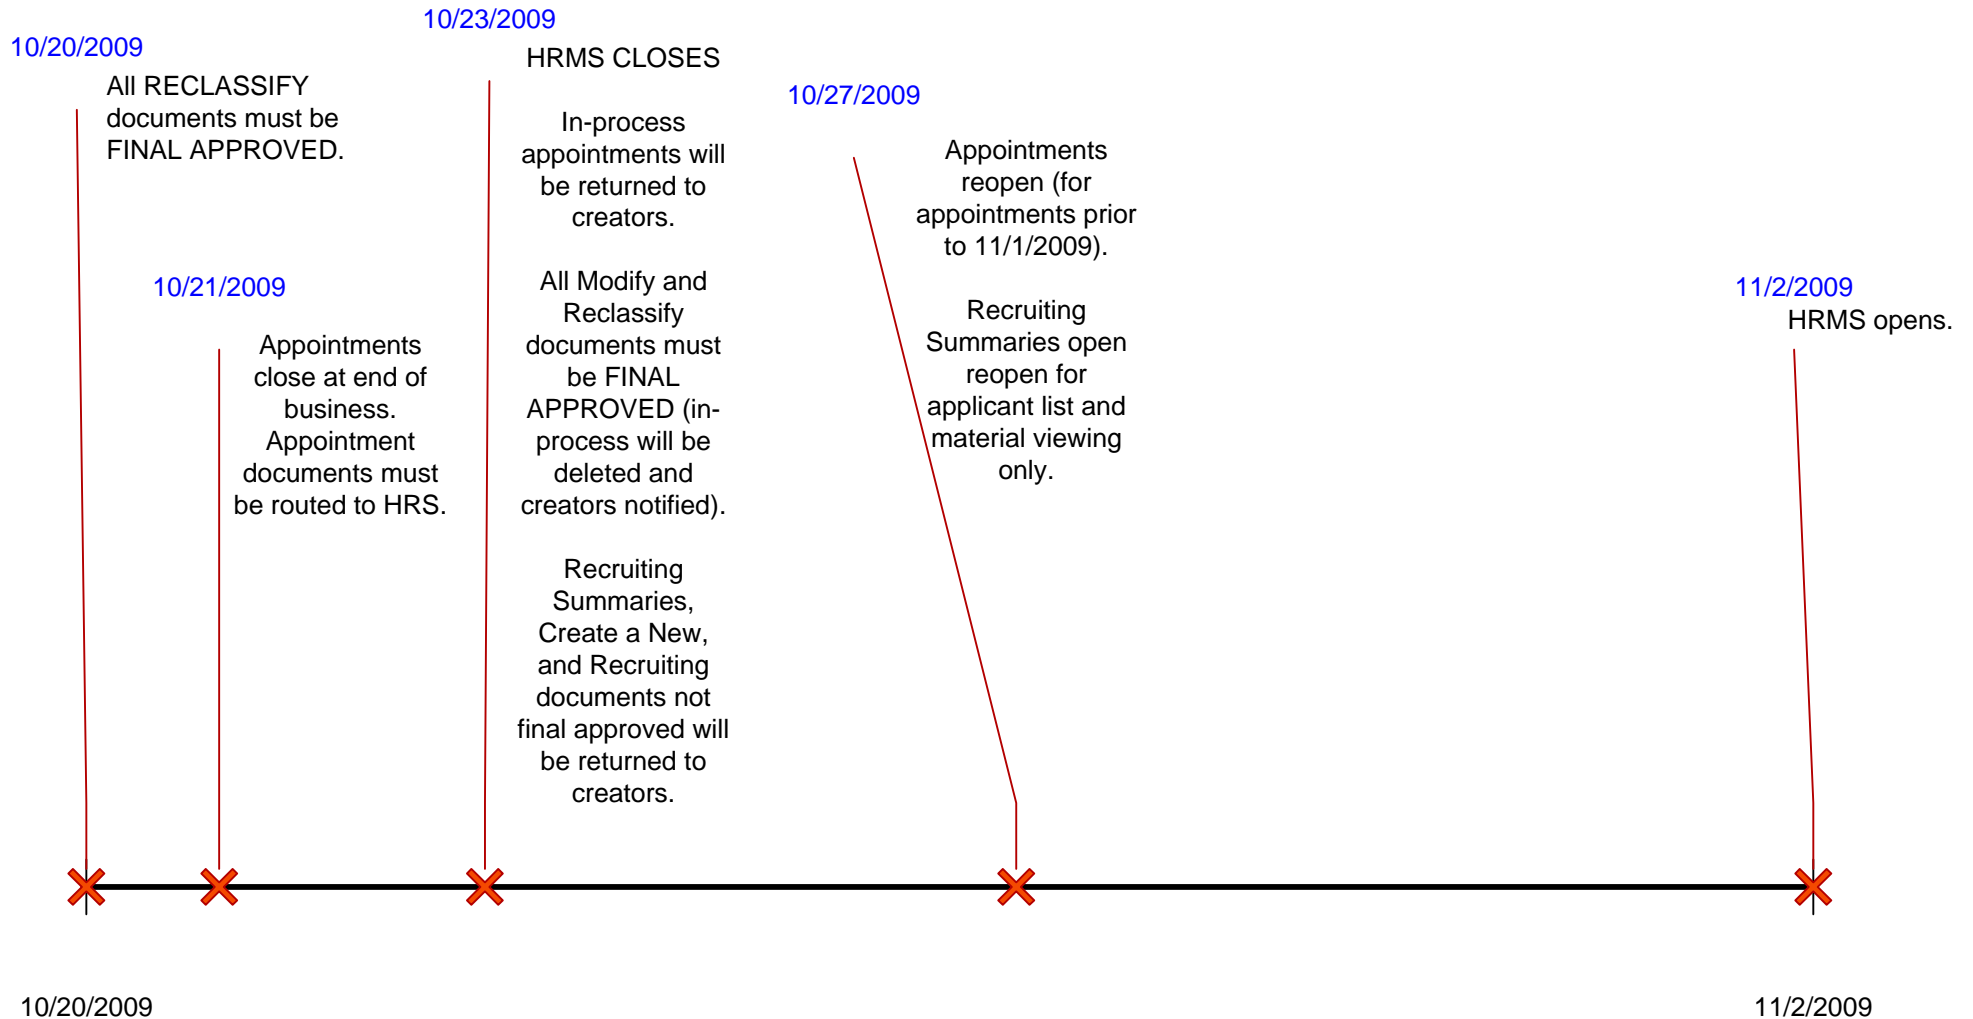 10/20/2009
All RECLASSIFY
documents must be
FINAL APPROVED.
10/21/2009
Appointments
close at end of
business.
Appointment
documents must
be routed to HRS.
10/23/2009
HRMS CLOSES
In-process
appointments will
be returned to
creators.
All Modify and
Reclassify
documents must
be FINAL
APPROVED (in-
process will be
deleted and
creators notified).
Recruiting
Summaries,
Create a New,
and Recruiting
documents not
final approved will
be returned to
creators.
10/27/2009
Appointments
reopen (for
appointments prior
to 11/1/2009).
Recruiting
Summaries open
reopen for
applicant list and
material viewing
only.
11/2/2009
HRMS opens.
10/20/2009
11/2/2009